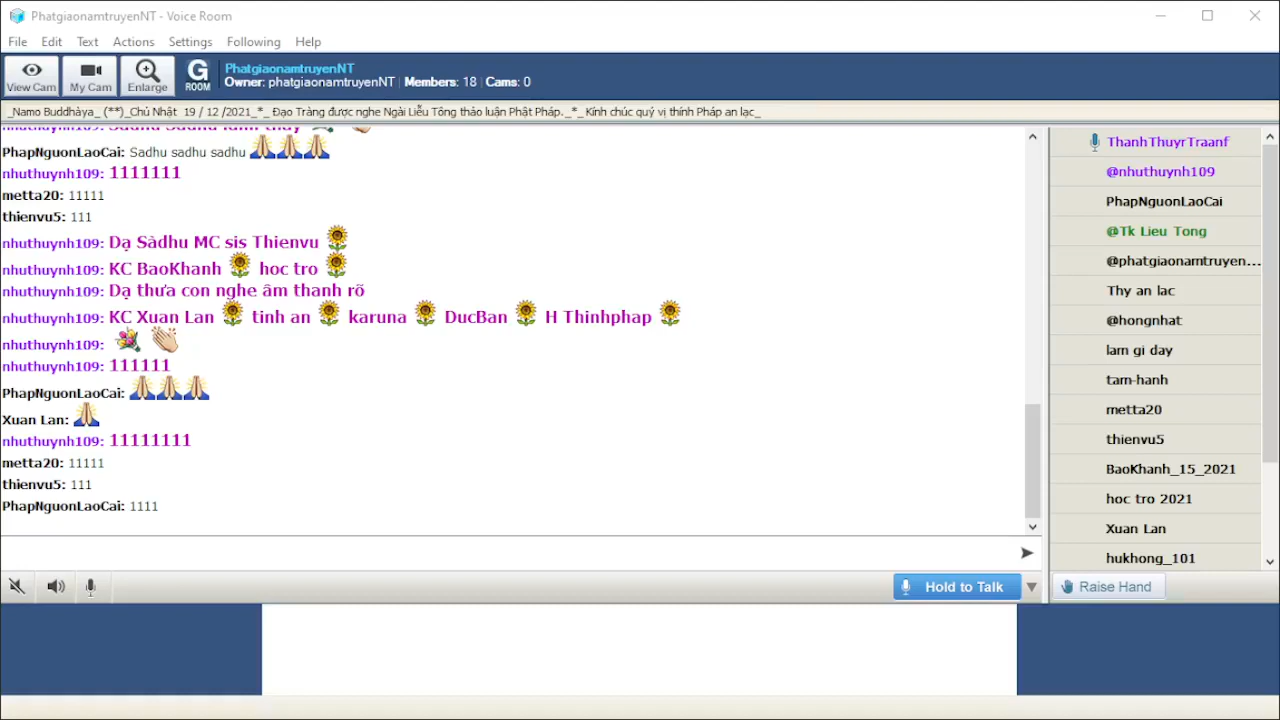 PhatgiaonamtruyenNT - Voice Room
File Edit Text Actions Settings Following Help
View Cam My Cam Enlarge G ROOM
PhatgiaonamtruyenNT
Owner: phatgiaonamtruyenNT | Members: 18 | Cams: 0
_Namo Buddhàya_ (**)_Chủ Nhật 19 / 12 /2021_*_ Đạo Tràng được nghe Ngài Liễu Tông thảo luận Phật Pháp._*_Kính chúc quý vị thính Pháp an lạc_
PhapNguonLaoCai: Sadhu sadhu sadhu
nhuthuynh109: 1111111
metta20: 11111
thienvu5: 111
nhuthuynh109: Dạ Sàdhu MC sis Thienvu
nhuthuynh109: KC BaoKhanh hoc tro
nhuthuynh109: Dạ thưa con nghe âm thanh rõ
nhuthuynh109: KC Xuan Lan tinh an karuna DucBan H Thinhphap
nhuthuynh109:
nhuthuynh109: 111111
PhapNguonLaoCai:
Xuan Lan:
nhuthuynh109: 11111111
metta20: 11111
thienvu5: 111
PhapNguonLaoCai: 1111
ThanhThuyrTraanf
@nhuthuynh109
PhapNguonLaoCai
@Tk Lieu Tong
@phatgiaonamtruyen...
Thy an lac
@hongnhat
lam gi day
tam-hanh
metta20
thienvu5
BaoKhanh_15_2021
hoc tro 2021
Xuan Lan
hukhong_101
Hold to Talk
Raise Hand